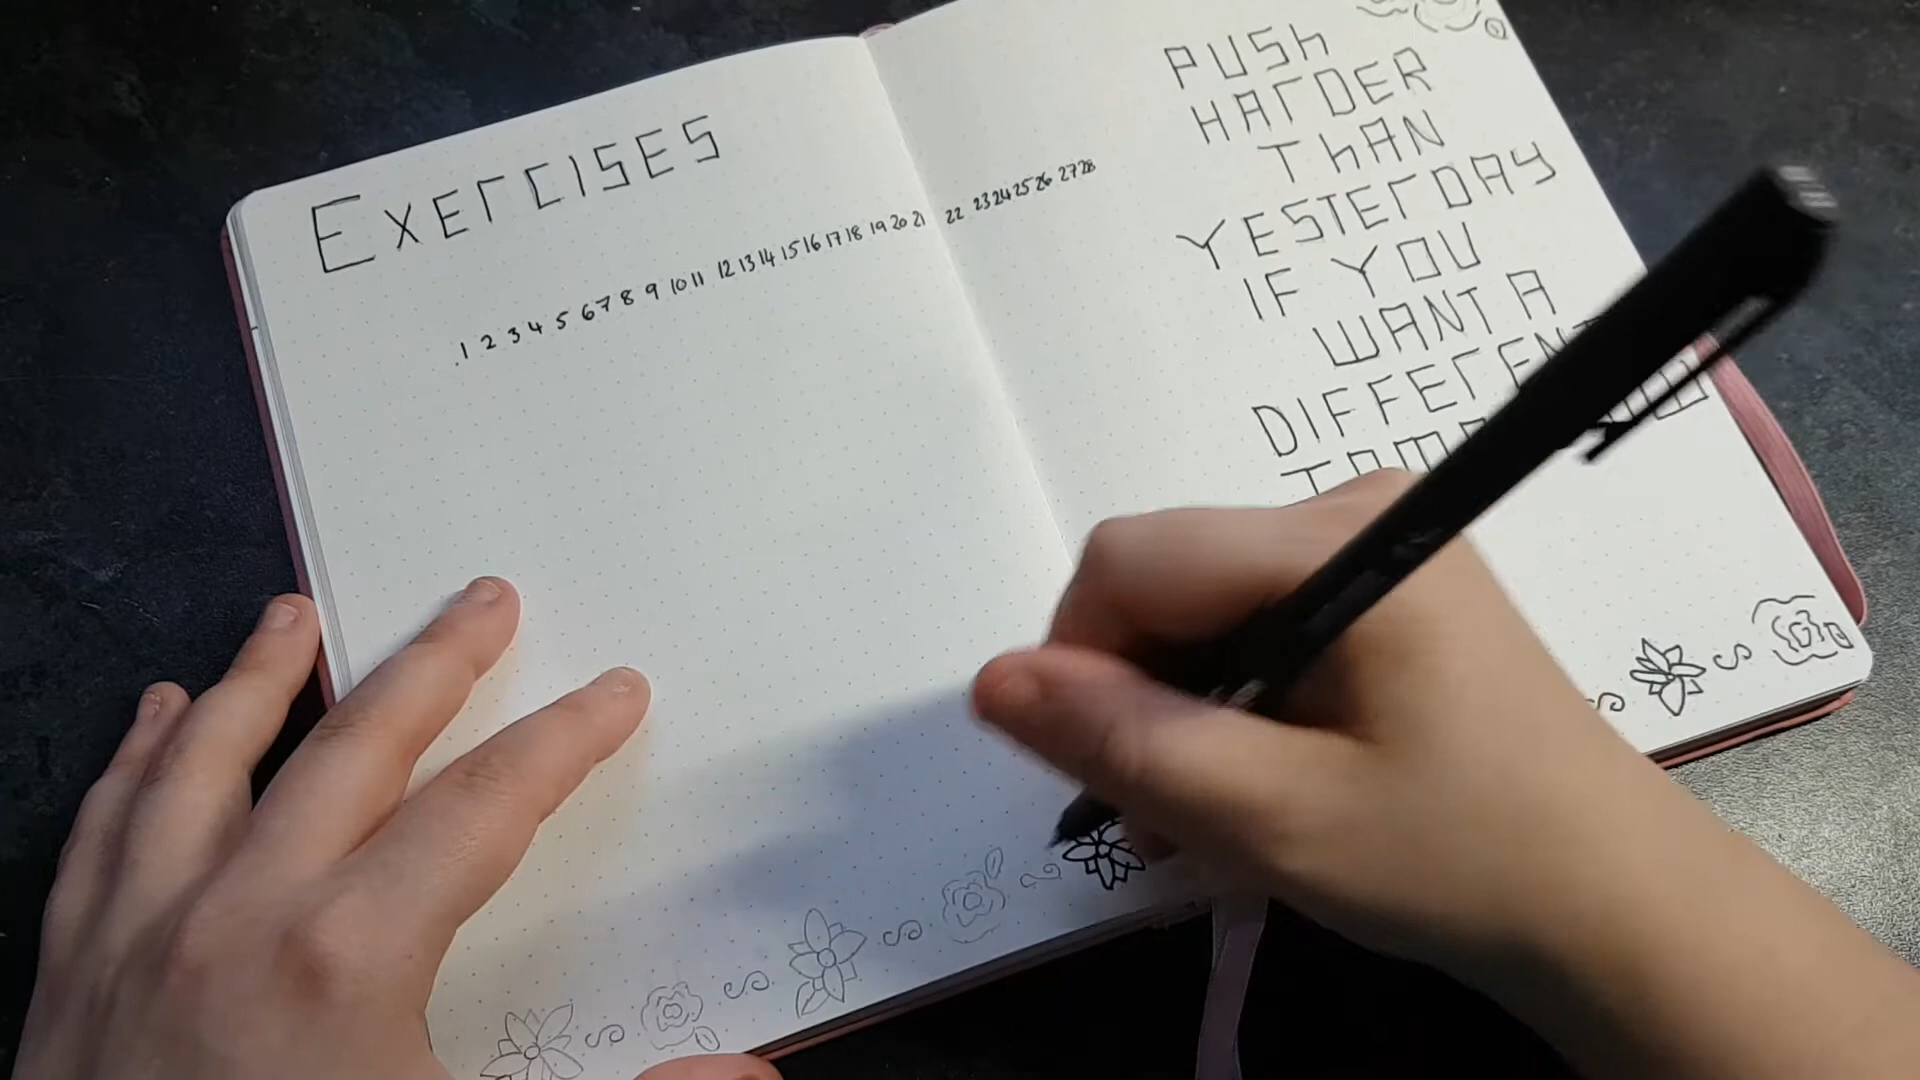 Exercises
1 2 3 4 5 6 7 8 9 10 11 12 13 14 15 16 17 18 19 20 21 22 23 24 25 26 27 28
PUSh
HArDER
ThAN
YESTErDAY
IF YOU
WANT A